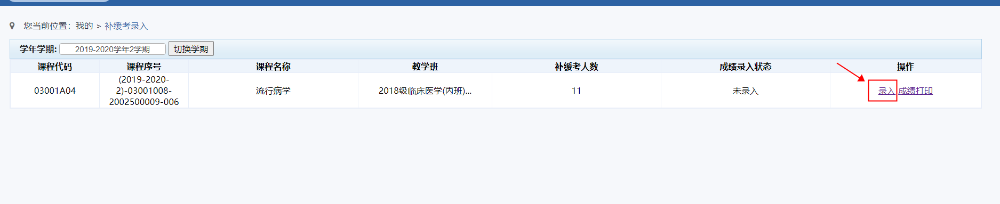 您当前位置：我的 > 补缓考录入
学年学期: 2019-2020学年2学期 切换学期
课程代码 课程序号 课程名称 教学班 补缓考人数 成绩录入状态 操作
03001A04 (2019-2020-2)-03001008-2002500009-006 流行病学 2018级临床医学(丙班)... 11 未录入 录入 成绩打印